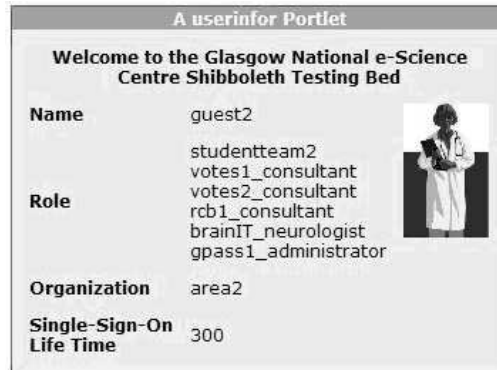 A userinfor Portlet
Welcome to the Glasgow National e-Science
Centre Shibboleth Testing Bed
Name guest2
Role studentteam2
votes1_consultant
votes2_consultant
rcb1_consultant
brainIT_neurologist
gpass1_administrator
Organization area2
Single-Sign-On
Life Time 300